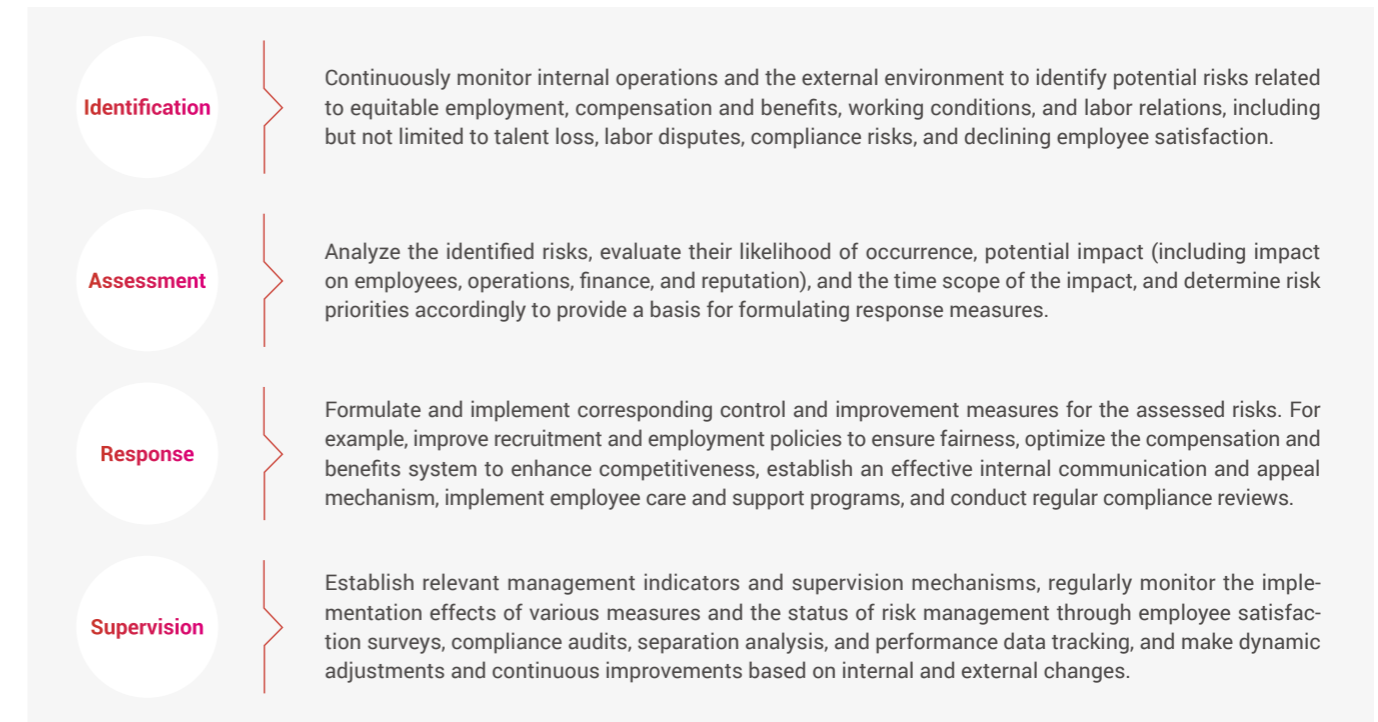 Identification
Continuously monitor internal operations and the external environment to identify potential risks related
to equitable employment, compensation and benefits, working conditions, and labor relations, including
but not limited to talent loss, labor disputes, compliance risks, and declining employee satisfaction.
Assessment
Analyze the identified risks, evaluate their likelihood of occurrence, potential impact (including impact
on employees, operations, finance, and reputation), and the time scope of the impact, and determine risk
priorities accordingly to provide a basis for formulating response measures.
Response
Formulate and implement corresponding control and improvement measures for the assessed risks. For
example, improve recruitment and employment policies to ensure fairness, optimize the compensation and
benefits system to enhance competitiveness, establish an effective internal communication and appeal
mechanism, implement employee care and support programs, and conduct regular compliance reviews.
Supervision
Establish relevant management indicators and supervision mechanisms, regularly monitor the imple-
mentation effects of various measures and the status of risk management through employee satisfac-
tion surveys, compliance audits, separation analysis, and performance data tracking, and make dynamic
adjustments and continuous improvements based on internal and external changes.